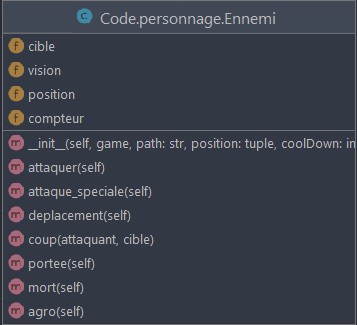 Code.personnage.Ennemi
cible
vision
position
compteur
__init__(self, game, path: str, position: tuple, coolDown: in
attaquer(self)
attaque_speciale(self)
deplacement(self)
coup(attaquant, cible)
portee(self)
mort(self)
agro(self)